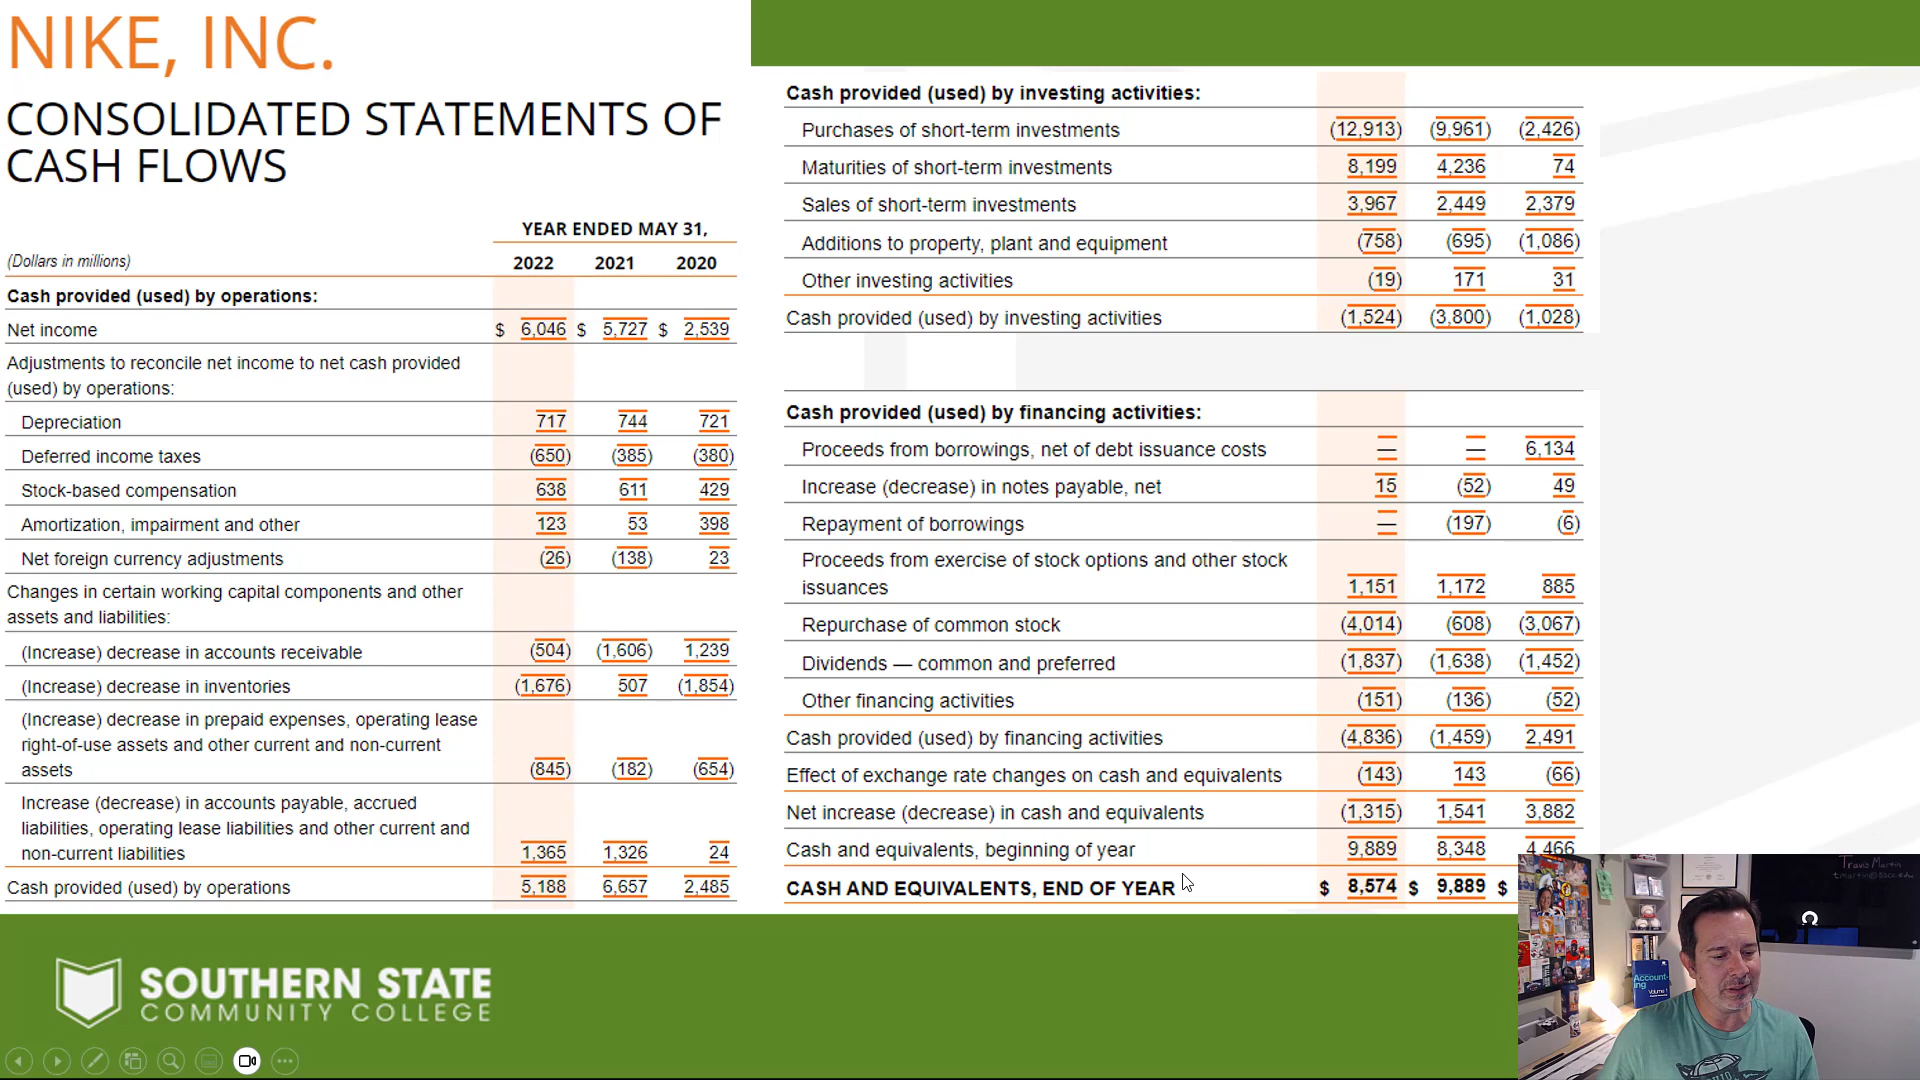 NIKE, INC.
CONSOLIDATED STATEMENTS OF
CASH FLOWS
YEAR ENDED MAY 31,
(Dollars in millions) 2022 2021 2020
Cash provided (used) by operations:
Net income $ 6,046 $ 5,727 $ 2,539
Adjustments to reconcile net income to net cash provided
(used) by operations:
Depreciation 717 744 721
Deferred income taxes (650) (385) (380)
Stock-based compensation 638 611 429
Amortization, impairment and other 123 53 398
Net foreign currency adjustments (26) (138) 23
Changes in certain working capital components and other
assets and liabilities:
(Increase) decrease in accounts receivable (504) (1,606) 1,239
(Increase) decrease in inventories (1,676) 507 (1,854)
(Increase) decrease in prepaid expenses, operating lease
right-of-use assets and other current and non-current
assets (845) (182) (654)
Increase (decrease) in accounts payable, accrued
liabilities, operating lease liabilities and other current and
non-current liabilities 1,365 1,326 24
Cash provided (used) by operations 5,188 6,657 2,485
Cash provided (used) by investing activities:
Purchases of short-term investments (12,913) (9,961) (2,426)
Maturities of short-term investments 8,199 4,236 74
Sales of short-term investments 3,967 2,449 2,379
Additions to property, plant and equipment (758) (695) (1,086)
Other investing activities (19) 171 31
Cash provided (used) by investing activities (1,524) (3,800) (1,028)
Cash provided (used) by financing activities:
Proceeds from borrowings, net of debt issuance costs — — 6,134
Increase (decrease) in notes payable, net 15 (52) 49
Repayment of borrowings — (197) (6)
Proceeds from exercise of stock options and other stock
issuances 1,151 1,172 885
Repurchase of common stock (4,014) (608) (3,067)
Dividends — common and preferred (1,837) (1,638) (1,452)
Other financing activities (151) (136) (52)
Cash provided (used) by financing activities (4,836) (1,459) 2,491
Effect of exchange rate changes on cash and equivalents (143) 143 (66)
Net increase (decrease) in cash and equivalents (1,315) 1,541 3,882
Cash and equivalents, beginning of year 9,889 8,348 4,466
CASH AND EQUIVALENTS, END OF YEAR $ 8,574 $ 9,889 $
SOUTHERN STATE
COMMUNITY COLLEGE
Travis Martin
tmartin@sscc.edu
Account-
ing
Volume 1